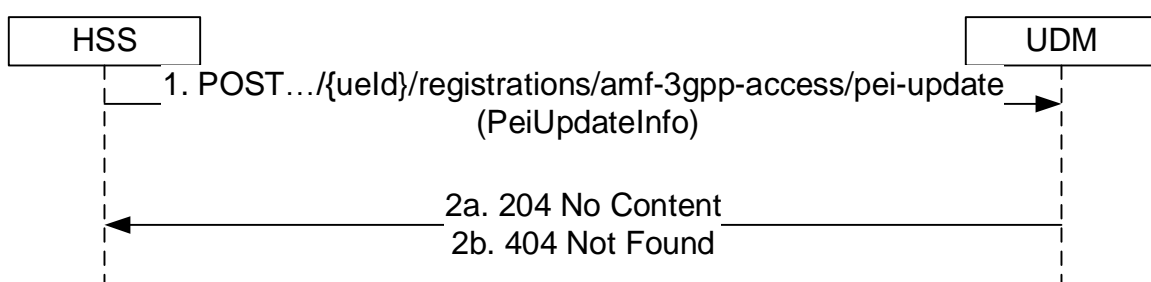 HSS
UDM
1. POST…/{ueId}/registrations/amf-3gpp-access/pei-update
(PeiUpdateInfo)
2a. 204 No Content
2b. 404 Not Found